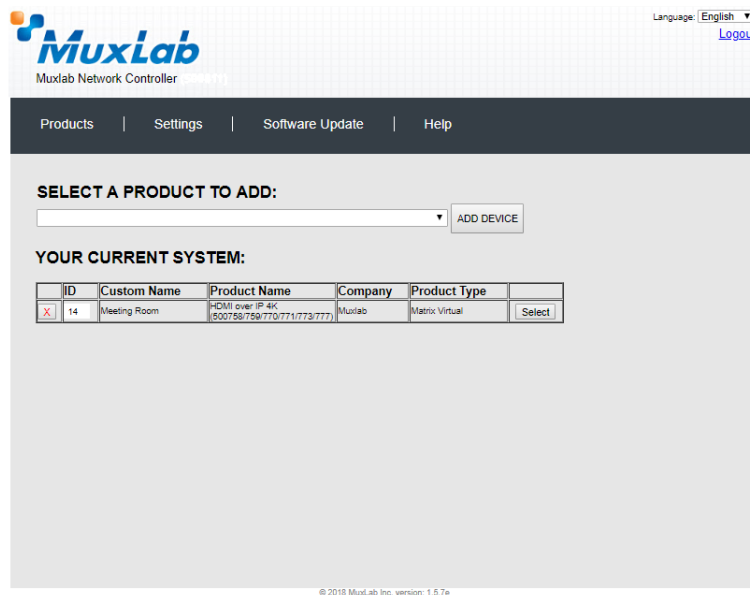 Language: English
Logou
MuxLab
Muxlab Network Controller
Products | Settings | Software Update | Help
SELECT A PRODUCT TO ADD:
ADD DEVICE
YOUR CURRENT SYSTEM:
ID Custom Name Product Name Company Product Type
X 14 Meeting Room HDMI over IP 4K Muxlab Matrix Virtual Select
(500758/759/770/771/773/777)
© 2018 MuxLab Inc. version: 1.5.7e